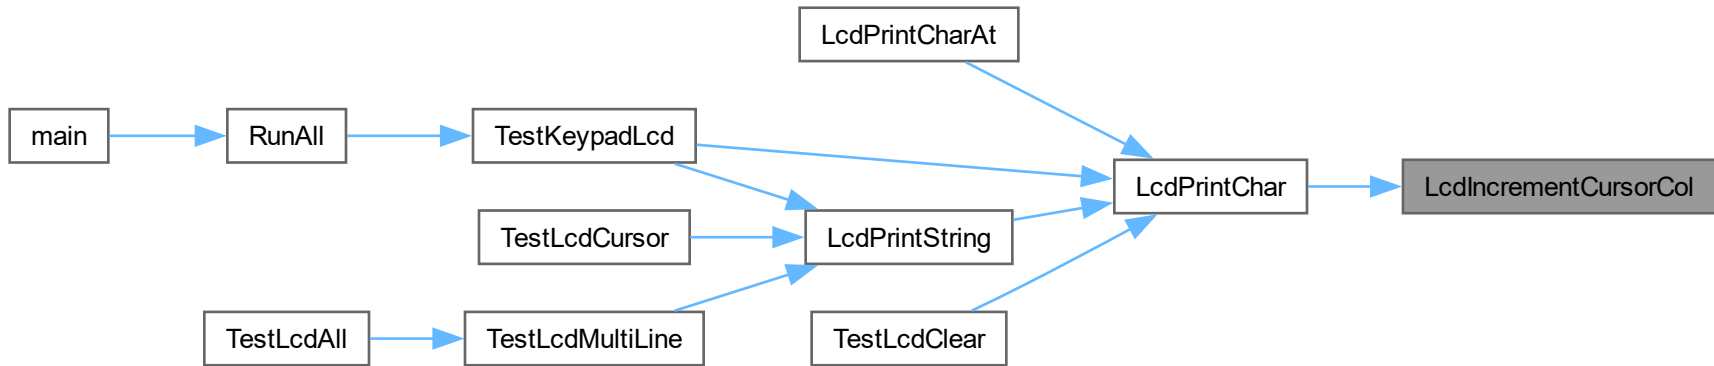 LcdPrintCharAt
main
RunAll
TestKeypadLcd
LcdPrintChar
LcdIncrementCursorCol
TestLcdCursor
LcdPrintString
TestLcdAll
TestLcdMultiLine
TestLcdClear